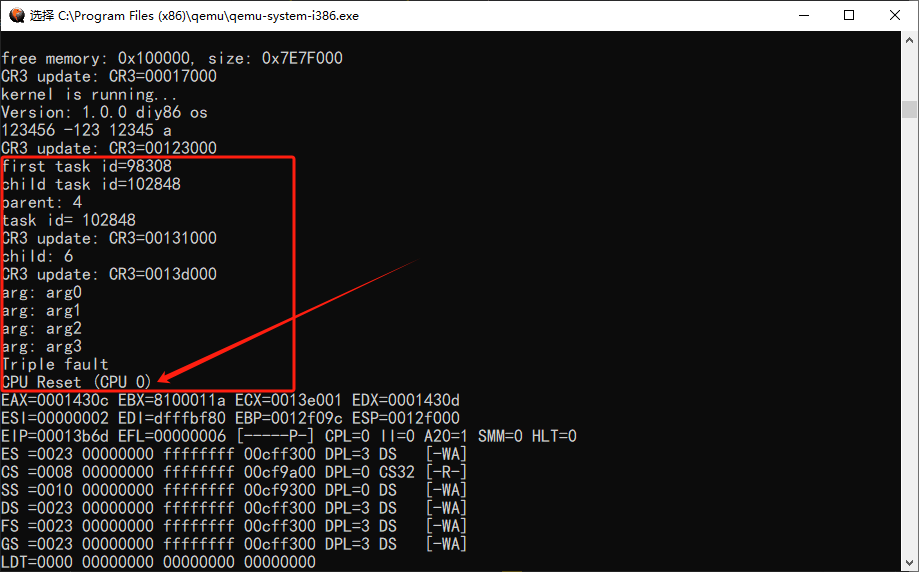 选择 C:\Program Files (x86)\qemu\qemu-system-i386.exe
free memory: 0x100000, size: 0x7E7F000
CR3 update: CR3=00017000
kernel is running...
Version: 1.0.0 diy86 os
123456 -123 12345 a
CR3 update: CR3=00123000
first task id=98308
child task id=102848
parent: 4
task id= 102848
CR3 update: CR3=00131000
child: 6
CR3 update: CR3=0013d000
arg: arg0
arg: arg1
arg: arg2
arg: arg3
Triple fault
CPU Reset (CPU 0)
EAX=0001430c EBX=8100011a ECX=0013e001 EDX=0001430d
ESI=00000002 EDI=dfffbf80 EBP=0012f09c ESP=0012f000
EIP=00013b6d EFL=00000006 [-----P-] CPL=0 II=0 A20=1 SMM=0 HLT=0
ES =0023 00000000 ffffffff 00cff300 DPL=3 DS   [-WA]
CS =0008 00000000 ffffffff 00cf9a00 DPL=0 CS32 [-R-]
SS =0010 00000000 ffffffff 00cf9300 DPL=0 DS   [-WA]
DS =0023 00000000 ffffffff 00cff300 DPL=3 DS   [-WA]
FS =0023 00000000 ffffffff 00cff300 DPL=3 DS   [-WA]
GS =0023 00000000 ffffffff 00cff300 DPL=3 DS   [-WA]
LDT=0000 00000000 00000000 00000000